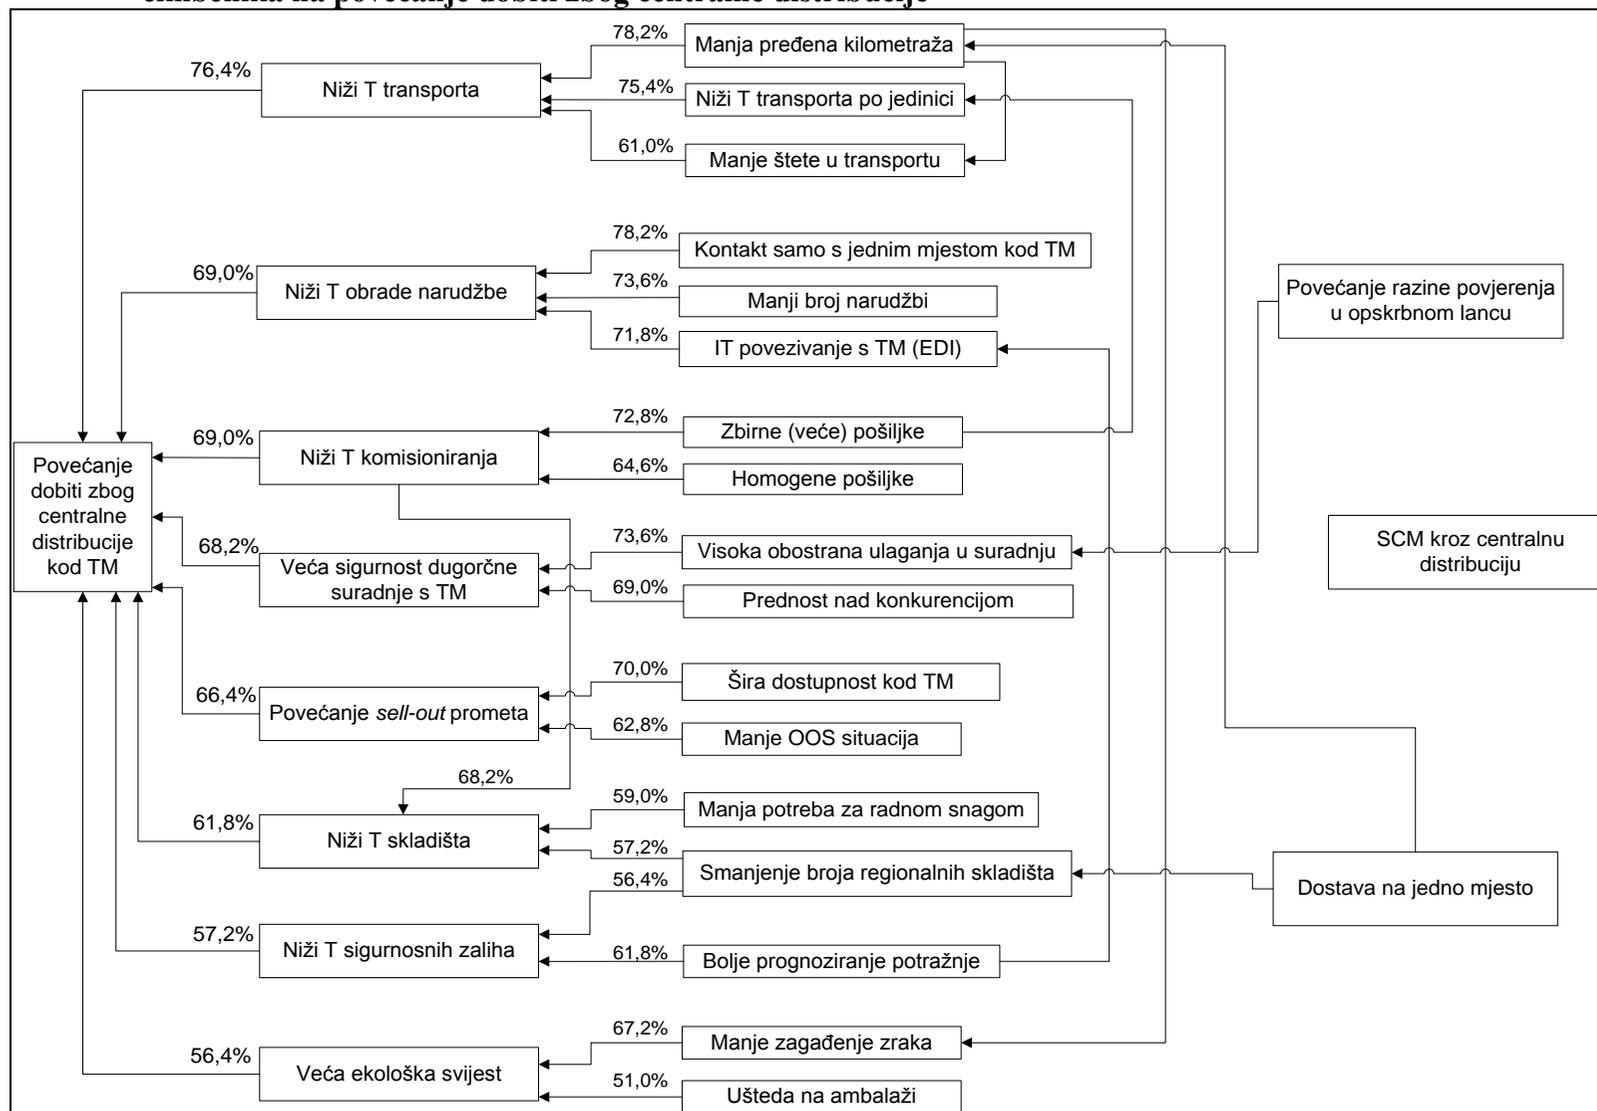 čimbenika na povećanje dobiti zbog centralne distribucije
78,2%
Manja pređena kilometraža
76,4%
Niži T transporta
75,4%
Niži T transporta po jedinici
61,0%
Manje štete u transportu
78,2%
Kontakt samo s jednim mjestom kod TM
69,0%
Niži T obrade narudžbe
73,6%
Manji broj narudžbi
71,8%
IT povezivanje s TM (EDI)
Povećanje razine povjerenja
u opskrbnom lancu
72,8%
Zbirne (veće) pošiljke
69,0%
Niži T komisioniranja
64,6%
Homogene pošiljke
Povećanje
dobiti zbog
centralne
distribucije
kod TM
73,6%
Visoka obostrana ulaganja u suradnju
68,2%
Veća sigurnost dugorčne
suradnje s TM
69,0%
Prednost nad konkurencijom
SCM kroz centralnu
distribuciju
70,0%
Šira dostupnost kod TM
66,4%
Povećanje sell-out prometa
62,8%
Manje OOS situacija
68,2%
59,0%
Manja potreba za radnom snagom
61,8%
Niži T skladišta
57,2%
Smanjenje broja regionalnih skladišta
56,4%
Dostava na jedno mjesto
57,2%
Niži T sigurnosnih zaliha
61,8%
Bolje prognoziranje potražnje
67,2%
Manje zagađenje zraka
56,4%
Veća ekološka svijest
51,0%
Ušteda na ambalaži